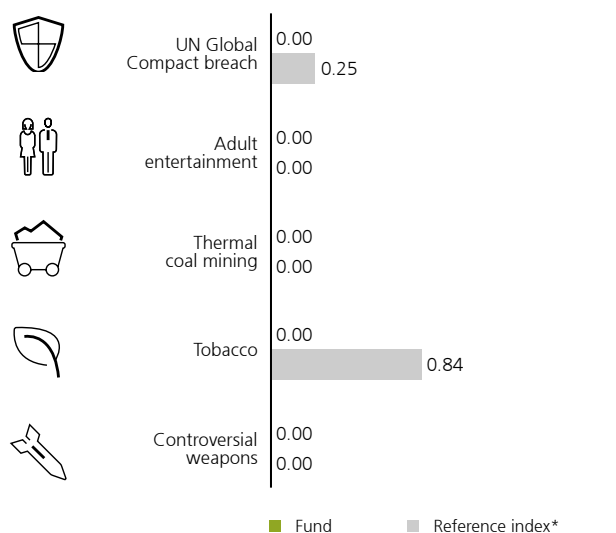 UN Global
Compact breach
0.00
0.25
Adult
entertainment
0.00
0.00
Thermal
coal mining
0.00
0.00
Tobacco
0.00
0.84
Controversial
weapons
0.00
0.00
Fund
Reference index*